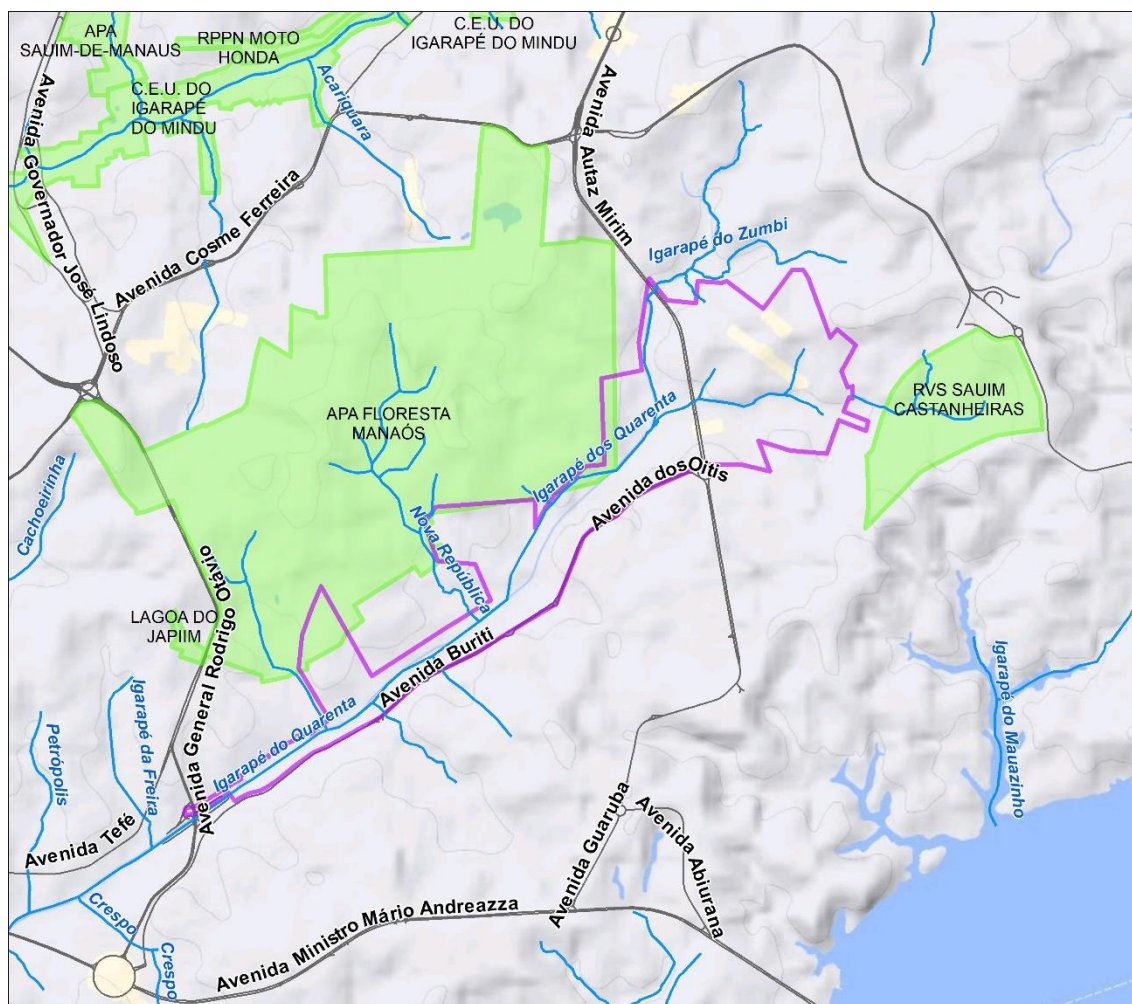 APA
SAUIM-DE-MANAUS
RPPN MOTO
HONDA
C.E.U. DO
IGARAPÉ DO MINDU
C.E.U. DO
IGARAPÉ
DO MINDU
Acariquara
Avenida Governador José Lindoso
Avenida Cosme Ferreira
Avenida Autaz Mirim
Igarapé do Zumbi
RVS SAUIM
CASTANHEIRAS
APA FLORESTA
MANAÓS
Igarapé dos Quarenta
Avenida dos Oitis
Cachoeirinha
Nova República
Avenida General Rodrigo Otávio
LAGOA DO
JAPIIM
Avenida Buriti
Igarapé do Quarenta
Igarapé da Freira
Petrópolis
Igarapé do Mauazinho
Avenida Tefé
Avenida Guaruba
Avenida Abiurana
Crespo
Crespo
Avenida Ministro Mário Andreazza